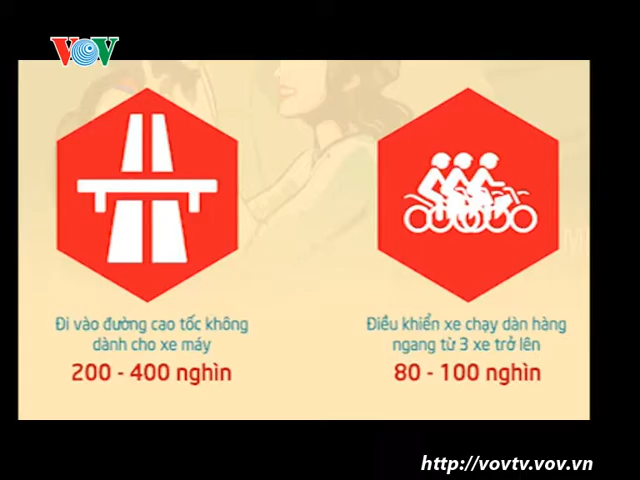 VOV
Đi vào đường cao tốc không
dành cho xe máy
200 - 400 nghìn
Điều khiển xe chạy dàn hàng
ngang từ 3 xe trở lên
80 - 100 nghìn
http://vovtv.vov.vn